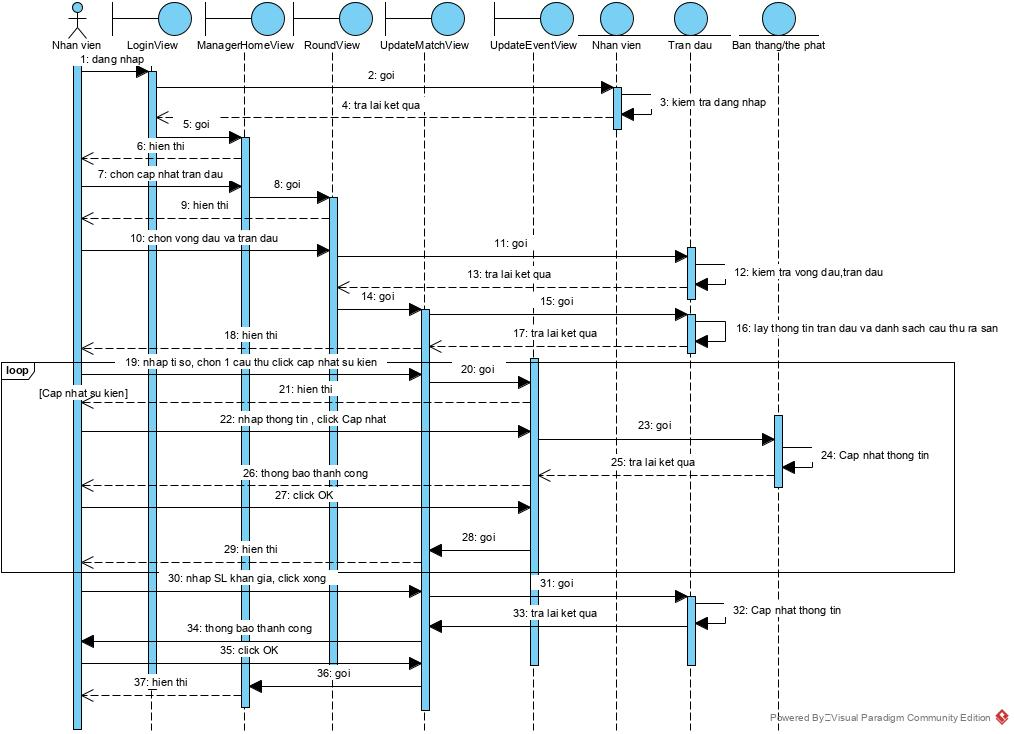 Nhan vien
LoginView
ManagerHomeView
RoundView
UpdateMatchView
UpdateEventView
Nhan vien
Tran dau
Ban thang/the phat
1: dang nhap
2: goi
3: kiem tra dang nhap
4: tra lai ket qua
5: goi
6: hien thi
7: chon cap nhat tran dau
8: goi
9: hien thi
10: chon vong dau va tran dau
11: goi
12: kiem tra vong dau,tran dau
13: tra lai ket qua
14: goi
15: goi
16: lay thong tin tran dau va danh sach cau thu ra san
17: tra lai ket qua
18: hien thi
loop
19: nhap ti so, chon 1 cau thu click cap nhat su kien
20: goi
[Cap nhat su kien]
21: hien thi
22: nhap thong tin , click Cap nhat
23: goi
24: Cap nhat thong tin
25: tra lai ket qua
26: thong bao thanh cong
27: click OK
28: goi
29: hien thi
30: nhap SL khan gia, click xong
31: goi
32: Cap nhat thong tin
33: tra lai ket qua
34: thong bao thanh cong
35: click OK
36: goi
37: hien thi
Powered By Visual Paradigm Community Edition